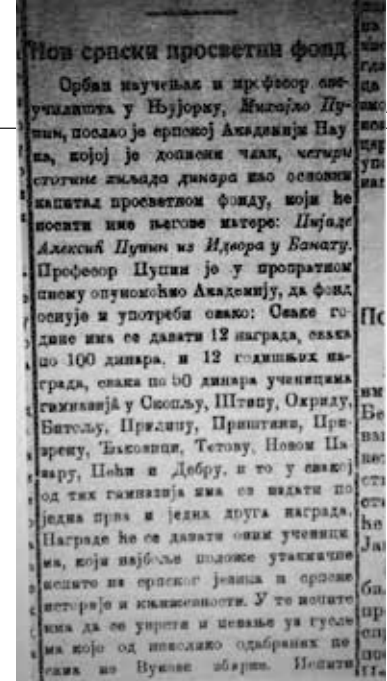 Нов српски просветни фонд
Србин научењак и професор све-
училишта у Њујорку, Михајло Пу-
пин, послао је српској Академији Нау
ка, којој је дописни члан, четири
стотине хиљада динара као основни
капитал просветном фонду, који ће
носити име његове матере: Пијаде
Алексић Пупин из Идвора у Банату.
Професор Пупин је у пропратном
писму опуномоћио Академију, да фонд
оснује и употреби овако: Сваке го-
дине има се давати 12 награда, свака
по 100 динара, и 12 годишњих на-
града, свака по 50 динара ученицима
гимназија у Скопљу, Штипу, Охриду,
Битољу, Прилипу, Приштини, При-
зрену, Ђаковици, Тетову, Новом Па
зару, Пећи и Дебру, и то у свакој
од тих гимназија има се издати по
једна прва и једна друга награда.
Награде ће се давати оним ученици
ма, који најбоље положе утакмичне
испите из српског језика и српске
историје и књижевности. У те испите
има да се уврсти и певање уз гусле
ма које од неколико одабраних пе
сама из Вукове збирке. Испити